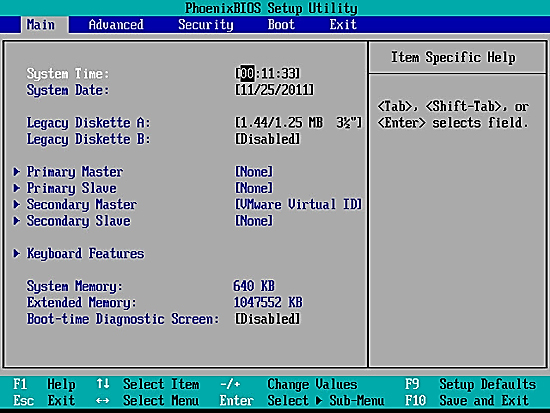 PhoenixBIOS Setup Utility
Main Advanced Security Boot Exit
Item Specific Help
System Time: [00:11:33]
System Date: [11/25/2011]
<Tab>, <Shift-Tab>, or
<Enter> selects field.
Legacy Diskette A: [1.44/1.25 MB 3½"]
Legacy Diskette B: [Disabled]
Primary Master [None]
Primary Slave [None]
Secondary Master [VMware Virtual ID]
Secondary Slave [None]
Keyboard Features
System Memory: 640 KB
Extended Memory: 1047552 KB
Boot-time Diagnostic Screen: [Disabled]
F1 Help ↑↓ Select Item -/+ Change Values F9 Setup Defaults
Esc Exit ↔ Select Menu Enter Select ▶ Sub-Menu F10 Save and Exit